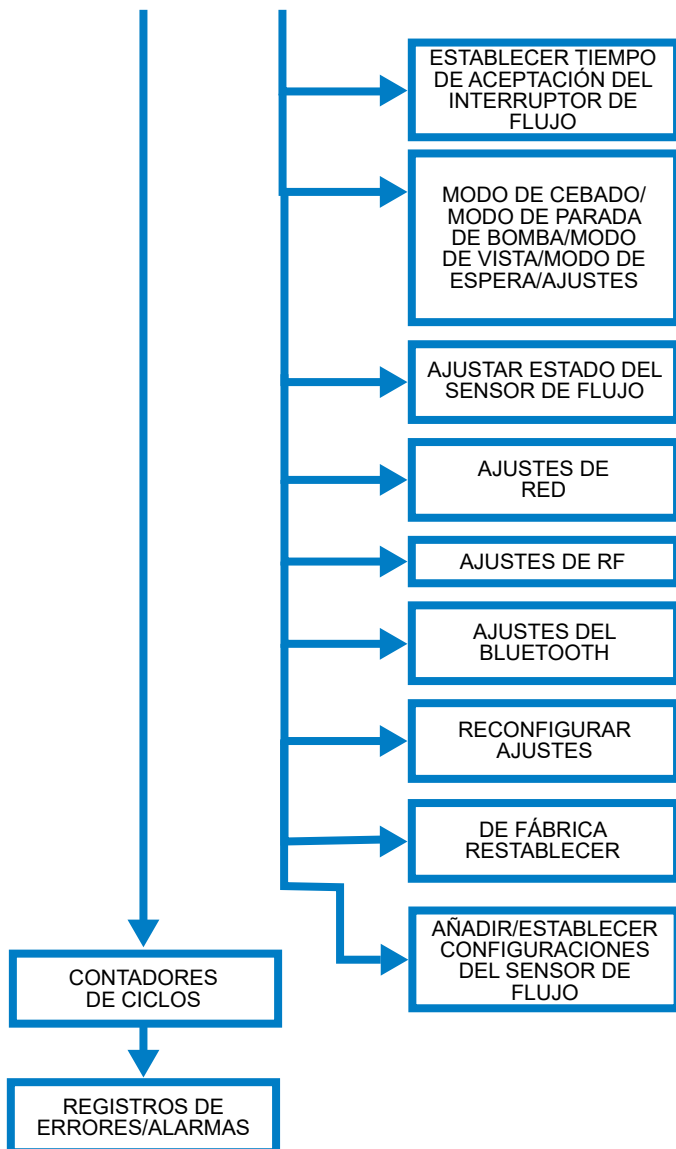 ESTABLECER TIEMPO
DE ACEPTACIÓN DEL
INTERRUPTOR DE
FLUJO
MODO DE CEBADO/
MODO DE PARADA
DE BOMBA/MODO
DE VISTA/MODO DE
ESPERA/AJUSTES
AJUSTAR ESTADO DEL
SENSOR DE FLUJO
AJUSTES DE
RED
AJUSTES DE RF
AJUSTES DEL
BLUETOOTH
RECONFIGURAR
AJUSTES
DE FÁBRICA
RESTABLECER
AÑADIR/ESTABLECER
CONFIGURACIONES
DEL SENSOR DE
FLUJO
CONTADORES
DE CICLOS
REGISTROS DE
ERRORES/ALARMAS